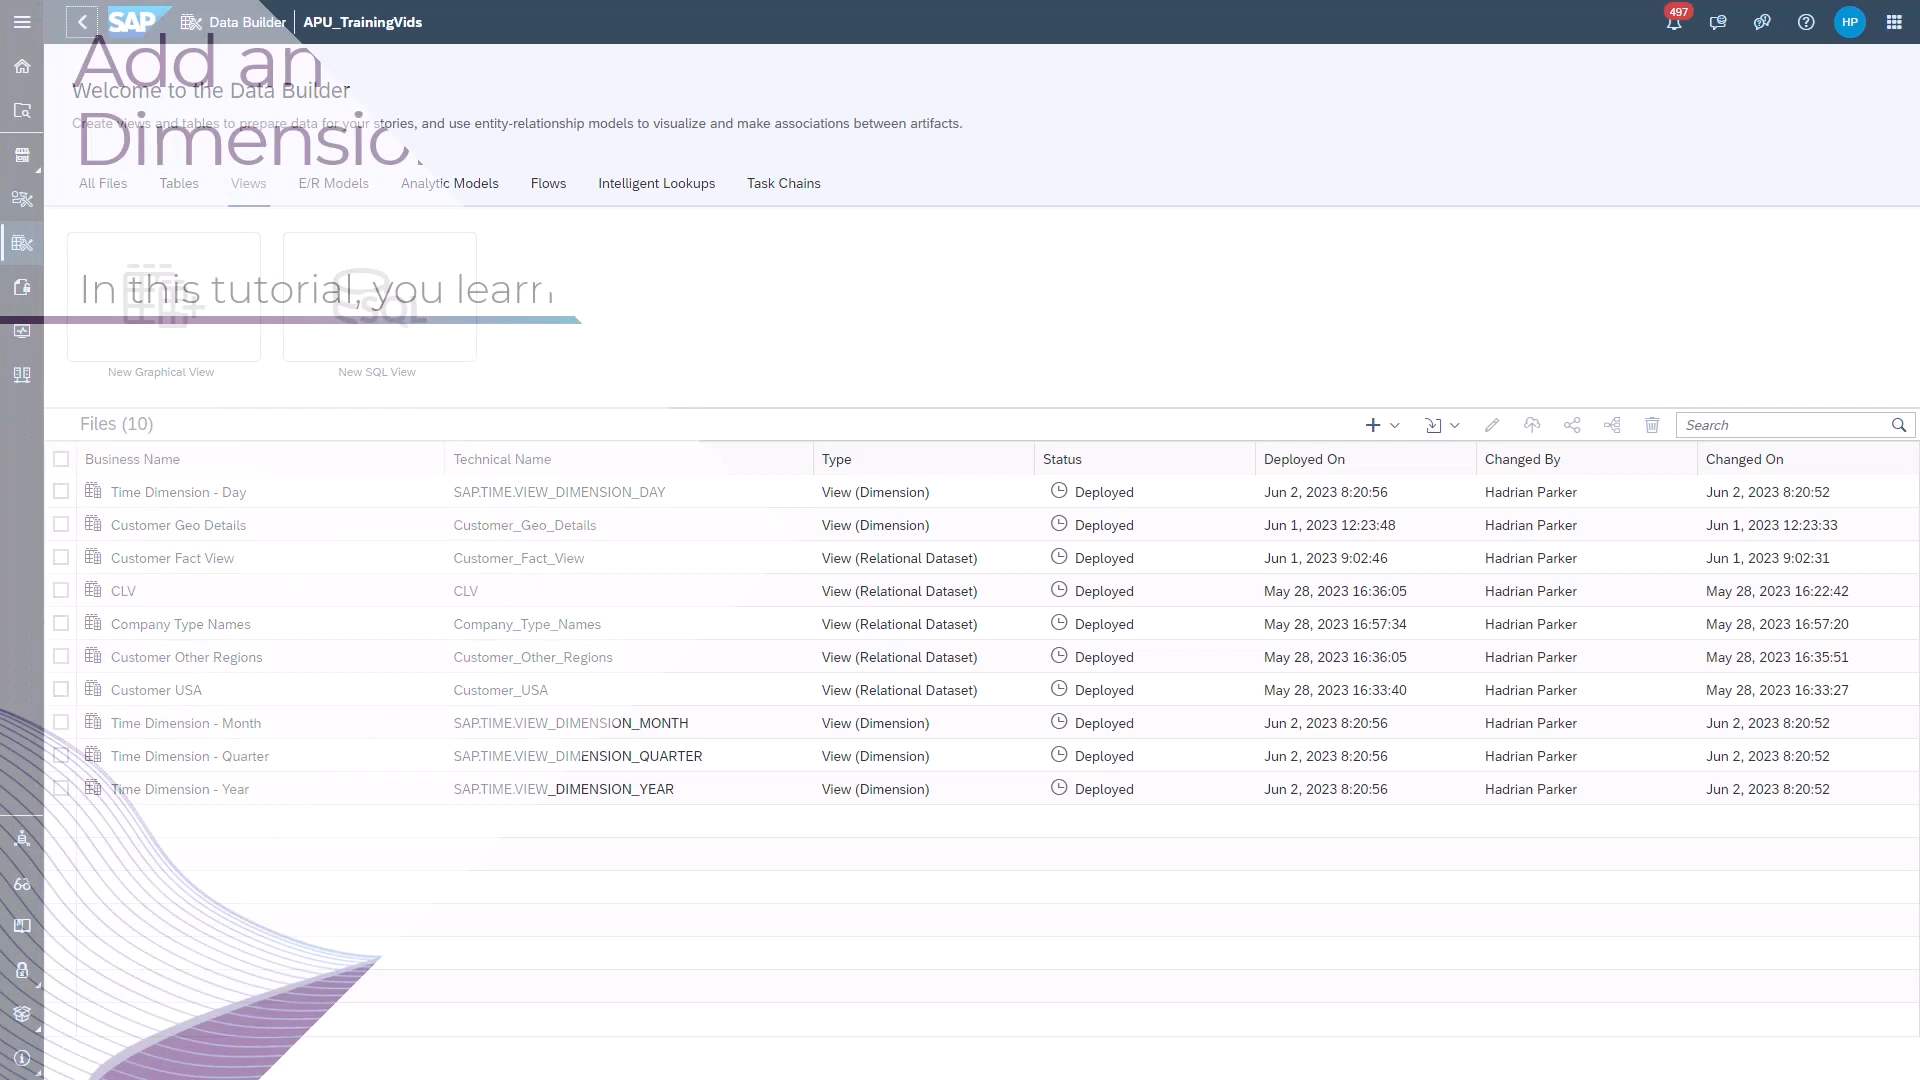 SAP Data Builder APU_TrainingVids 497 HP
Add an
Dimensio
Welcome to the Data Builder
Create views and tables to prepare data for your stories, and use entity-relationship models to visualize and make associations between artifacts.
All Files Tables Views E/R Models Analytic Models Flows Intelligent Lookups Task Chains
In this tutorial, you learn
SQL
New Graphical View New SQL View
Files (10) Search
Business Name Technical Name Type Status Deployed On Changed By Changed On
Time Dimension - Day SAP.TIME.VIEW_DIMENSION_DAY View (Dimension) Deployed Jun 2, 2023 8:20:56 Hadrian Parker Jun 2, 2023 8:20:52
Customer Geo Details Customer_Geo_Details View (Dimension) Deployed Jun 1, 2023 12:23:48 Hadrian Parker Jun 1, 2023 12:23:33
Customer Fact View Customer_Fact_View View (Relational Dataset) Deployed Jun 1, 2023 9:02:46 Hadrian Parker Jun 1, 2023 9:02:31
CLV CLV View (Relational Dataset) Deployed May 28, 2023 16:36:05 Hadrian Parker May 28, 2023 16:22:42
Company Type Names Company_Type_Names View (Relational Dataset) Deployed May 28, 2023 16:57:34 Hadrian Parker May 28, 2023 16:57:20
Customer Other Regions Customer_Other_Regions View (Relational Dataset) Deployed May 28, 2023 16:36:05 Hadrian Parker May 28, 2023 16:35:51
Customer USA Customer_USA View (Relational Dataset) Deployed May 28, 2023 16:33:40 Hadrian Parker May 28, 2023 16:33:27
Time Dimension - Month SAP.TIME.VIEW_DIMENSION_MONTH View (Dimension) Deployed Jun 2, 2023 8:20:56 Hadrian Parker Jun 2, 2023 8:20:52
Time Dimension - Quarter SAP.TIME.VIEW_DIMENSION_QUARTER View (Dimension) Deployed Jun 2, 2023 8:20:56 Hadrian Parker Jun 2, 2023 8:20:52
Time Dimension - Year SAP.TIME.VIEW_DIMENSION_YEAR View (Dimension) Deployed Jun 2, 2023 8:20:56 Hadrian Parker Jun 2, 2023 8:20:52